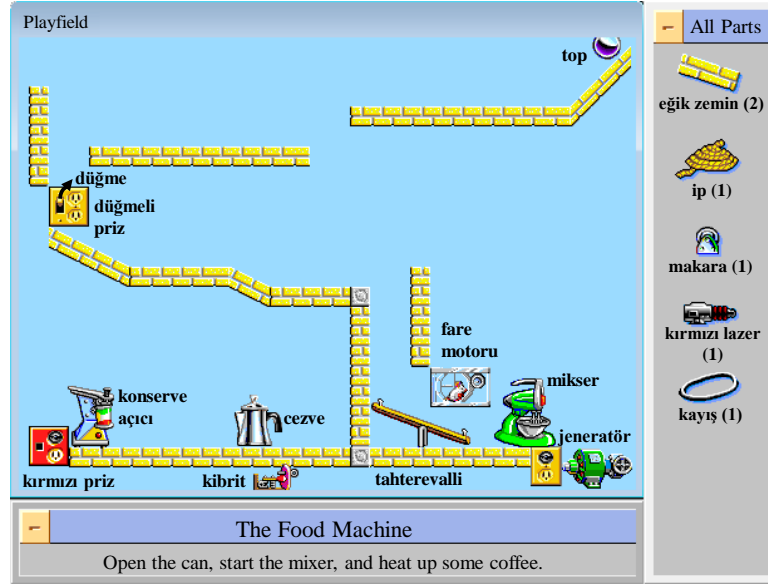 Playfield
top
düğme
düğmeli
priz
fare
motoru
mikser
konserve
açıcı
cezve
jeneratör
kırmızı priz
kibrit
tahterevalli
The Food Machine
Open the can, start the mixer, and heat up some coffee.
All Parts
eğik zemin (2)
ip (1)
makara (1)
kırmızı lazer
(1)
kayış (1)